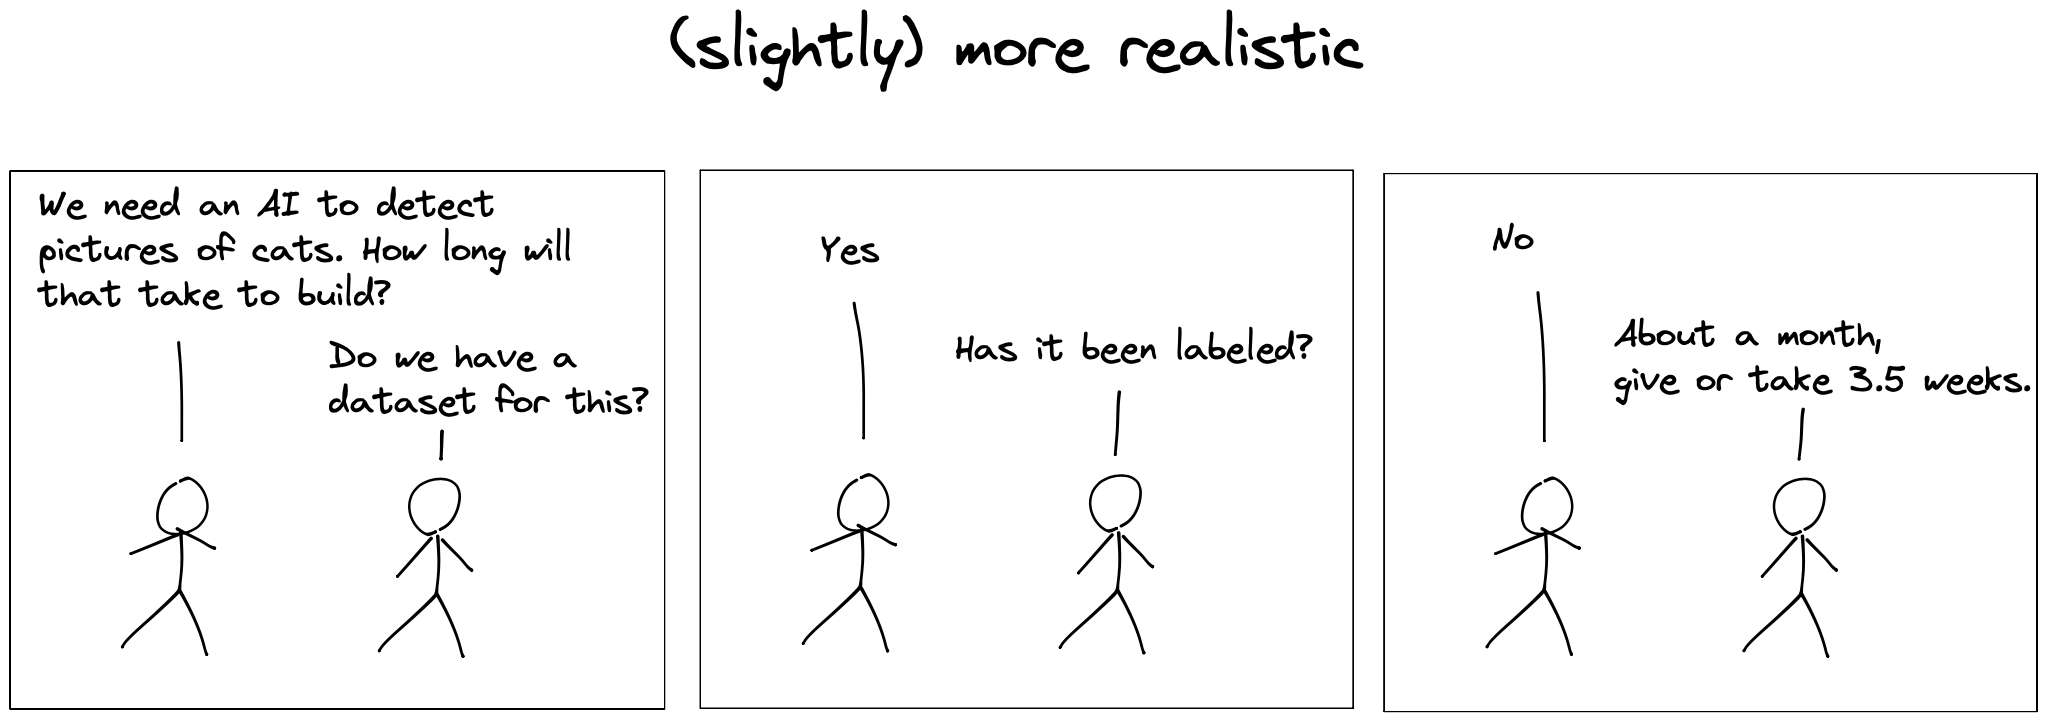 (slightly) more realistic
We need an AI to detect
pictures of cats. How long will
that take to build?
Do we have a
dataset for this?
Yes
Has it been labeled?
No
About a month,
give or take 3.5 weeks.